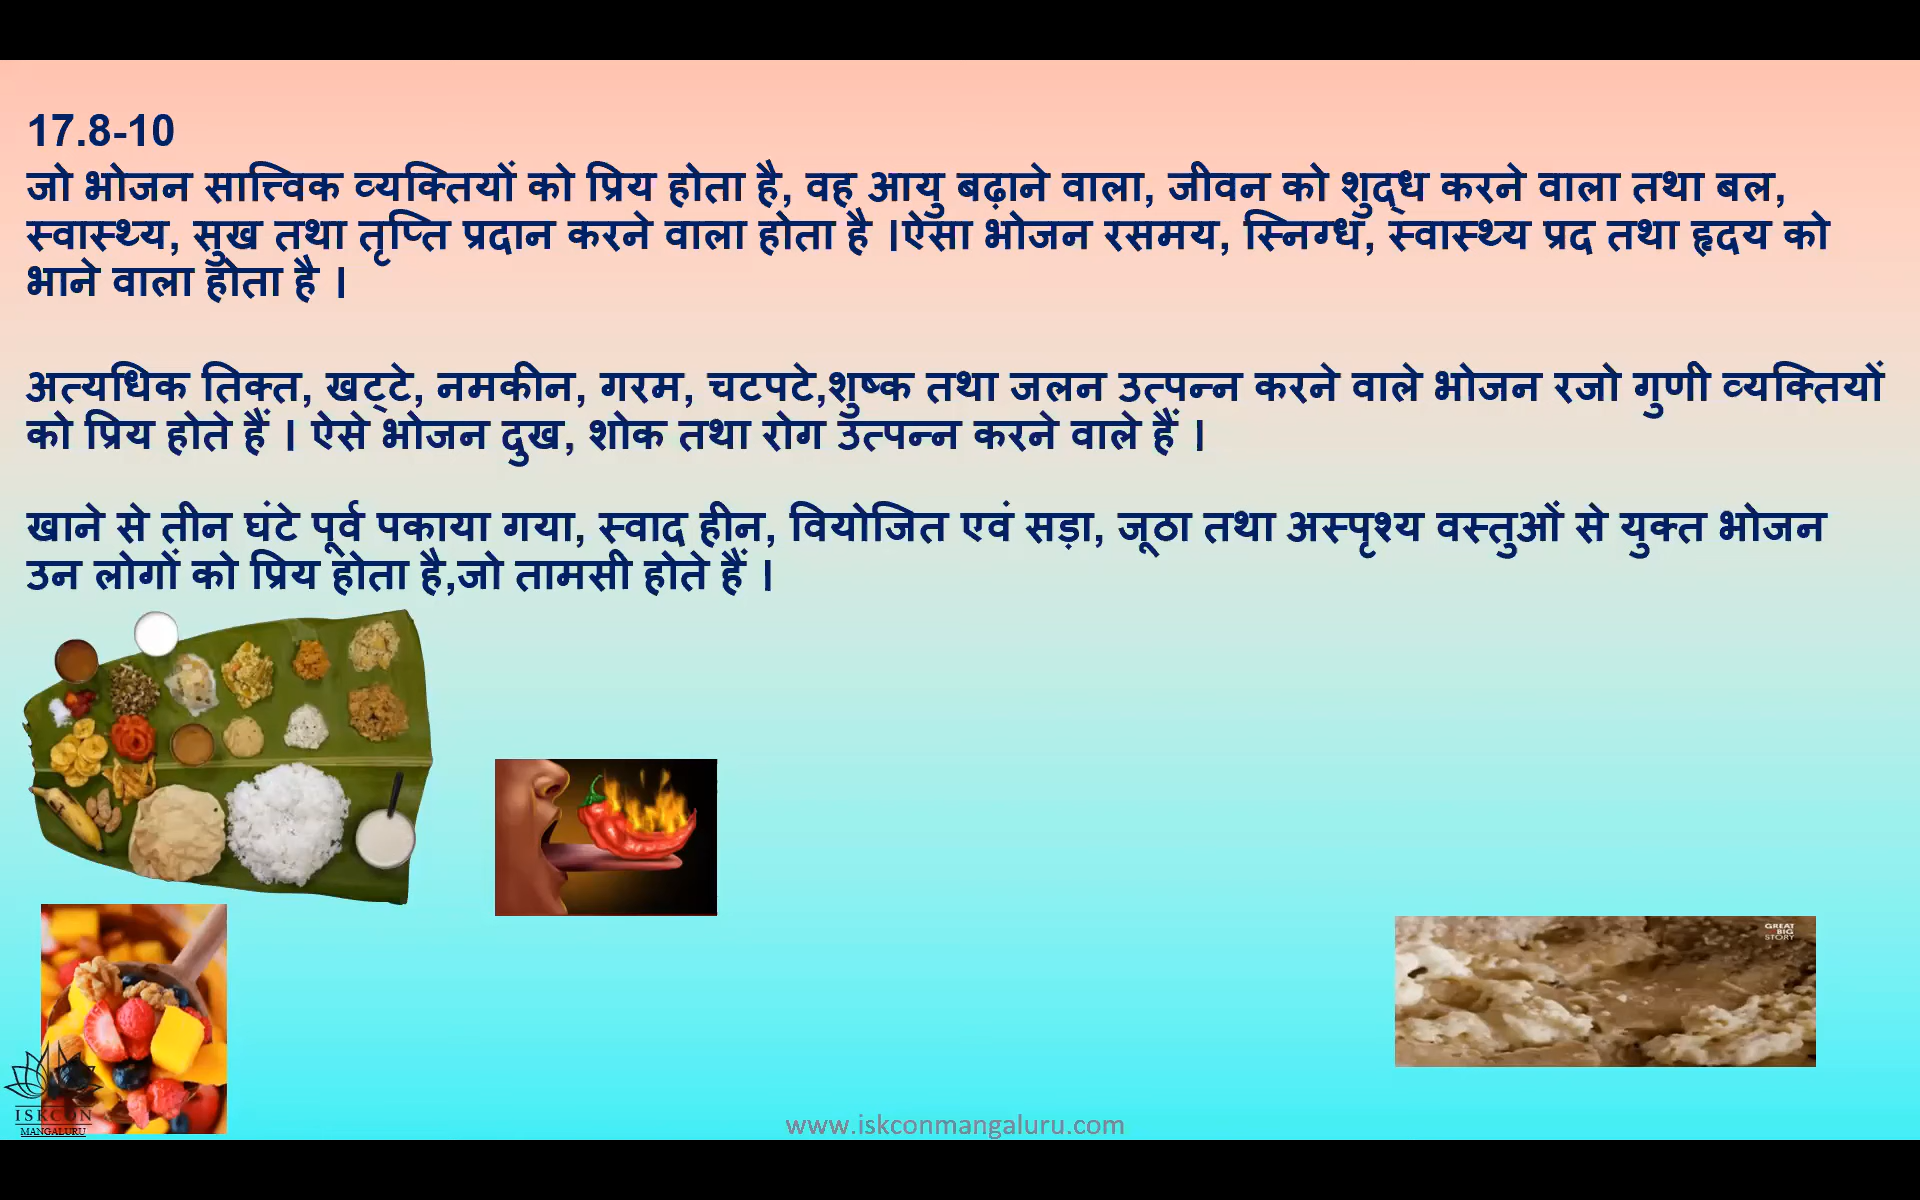 17.8-10
जो भोजन सात्त्विक व्यक्तियों को प्रिय होता है, वह आयु बढ़ाने वाला, जीवन को शुद्ध करने वाला तथा बल,
स्वास्थ्य, सुख तथा तृप्ति प्रदान करने वाला होता है ।ऐसा भोजन रसमय, स्निग्ध, स्वास्थ्य प्रद तथा हृदय को
भाने वाला होता है ।
अत्यधिक तिक्त, खट्टे, नमकीन, गरम, चटपटे,शुष्क तथा जलन उत्पन्न करने वाले भोजन रजो गुणी व्यक्तियों
को प्रिय होते हैं । ऐसे भोजन दुख, शोक तथा रोग उत्पन्न करने वाले हैं ।
खाने से तीन घंटे पूर्व पकाया गया, स्वाद हीन, वियोजित एवं सड़ा, जूठा तथा अस्पृश्य वस्तुओं से युक्त भोजन
उन लोगों को प्रिय होता है,जो तामसी होते हैं ।
GREAT
BIG
STORY
ISKCON
MANGALURU
www.iskconmangaluru.com